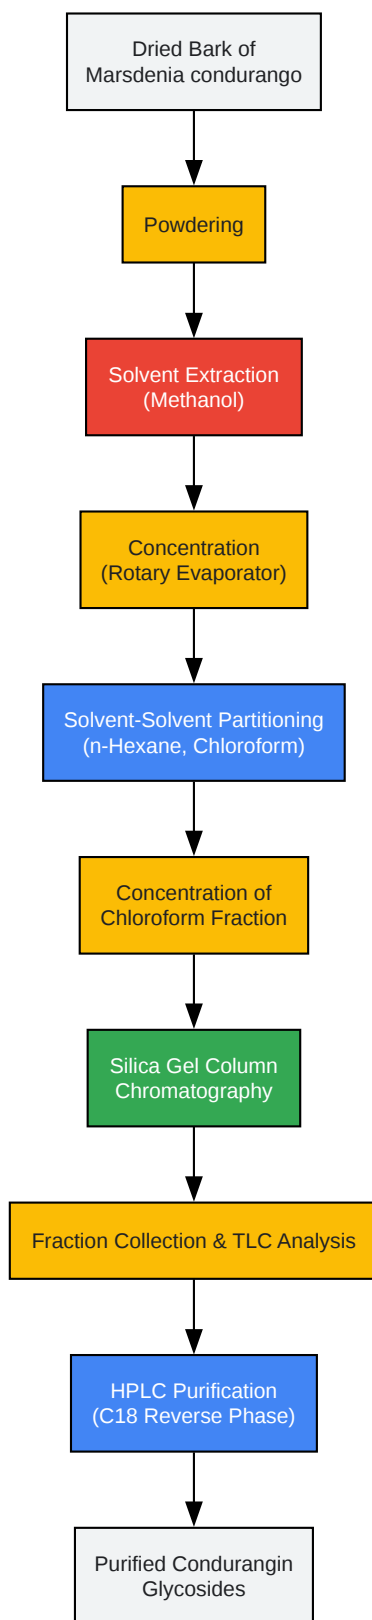 Dried Bark of
Marsdenia condurango
Powdering
Solvent Extraction
(Methanol)
Concentration
(Rotary Evaporator)
Solvent-Solvent Partitioning
(n-Hexane, Chloroform)
Concentration of
Chloroform Fraction
Silica Gel Column
Chromatography
Fraction Collection & TLC Analysis
HPLC Purification
(C18 Reverse Phase)
Purified Condurangin
Glycosides